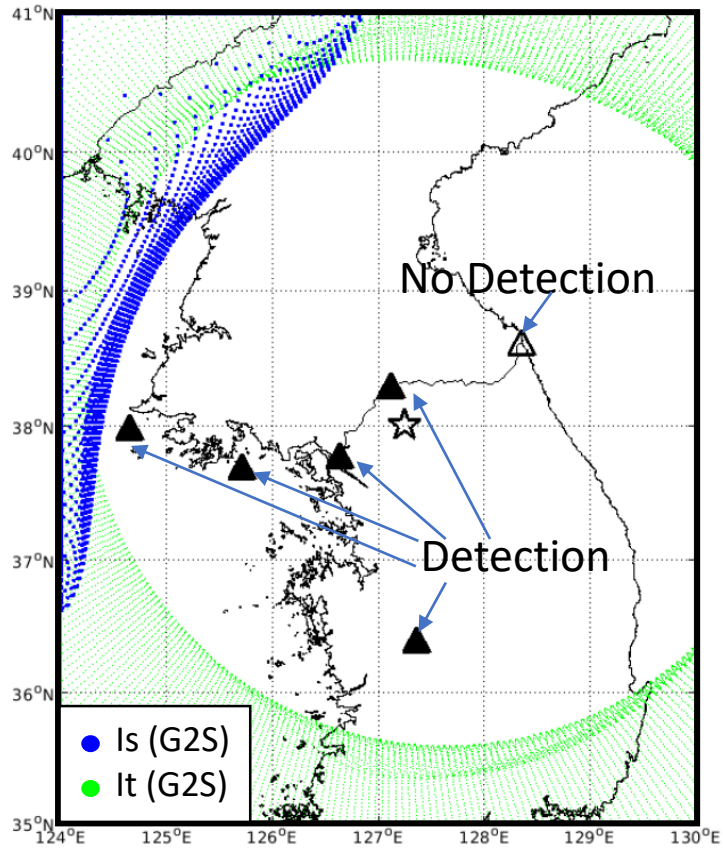 41°N
40°N
39°N
38°N
37°N
36°N
35°N
No Detection
Detection
Is (G2S)
It (G2S)
124°E 125°E 126°E 127°E 128°E 129°E 130°E